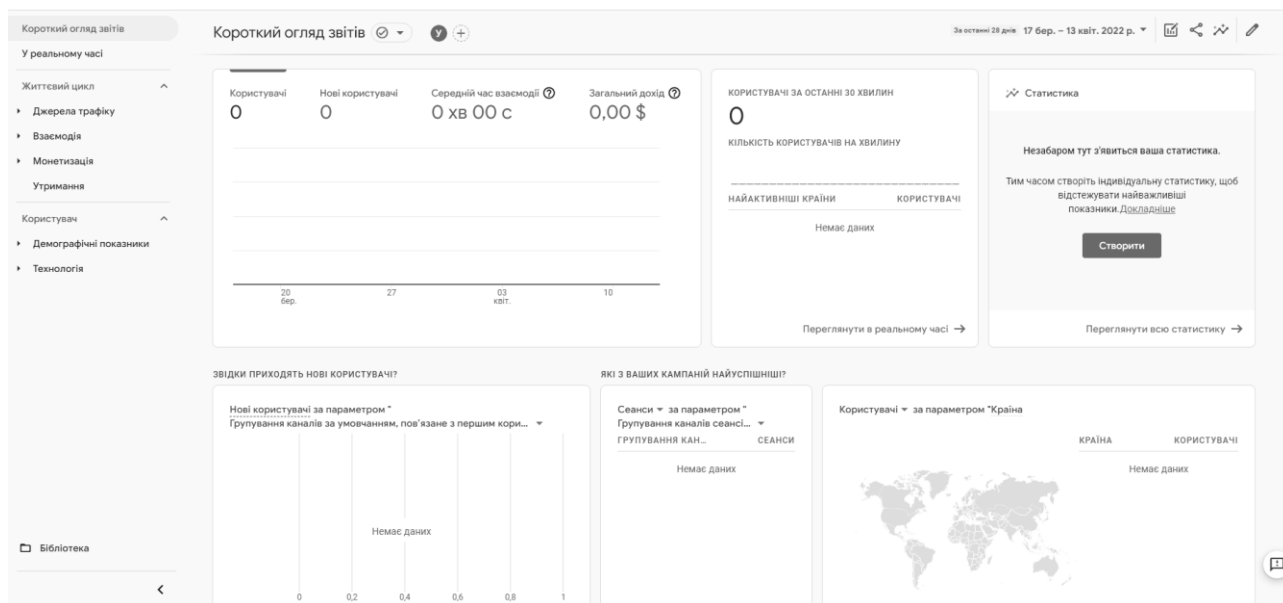 Короткий огляд звітів
У реальному часі
Життєвий цикл
Джерела трафіку
Взаємодія
Монетизація
Утримання
Користувач
Демографічні показники
Технологія
Бібліотека
Короткий огляд звітів
У
За останні 28 днів 17 бер. – 13 квіт. 2022 р.
Користувачі
0
Нові користувачі
0
Середній час взаємодії
0 хв 00 с
Загальний дохід
0,00 $
20 бер.
27
03 квіт.
10
КОРИСТУВАЧІ ЗА ОСТАННІ 30 ХВИЛИН
0
КІЛЬКІСТЬ КОРИСТУВАЧІВ НА ХВИЛИНУ
НАЙАКТИВНІШІ КРАЇНИ КОРИСТУВАЧІ
Немає даних
Переглянути в реальному часі
Статистика
Незабаром тут з'явиться ваша статистика.
Тим часом створіть індивідуальну статистику, щоб
відстежувати найважливіші
показники.Докладніше
Створити
Переглянути всю статистику
ЗВІДКИ ПРИХОДЯТЬ НОВІ КОРИСТУВАЧІ?
Нові користувачі за параметром "
Групування каналів за умовчанням, пов'язане з першим кори...
Немає даних
0 0,2 0,4 0,6 0,8 1
ЯКІ З ВАШИХ КАМПАНІЙ НАЙУСПІШНІШІ?
Сеанси за параметром "
Групування каналів сеансі...
ГРУПУВАННЯ КАН... СЕАНСИ
Немає даних
Користувачі за параметром "Країна
КРАЇНА КОРИСТУВАЧІ
Немає даних